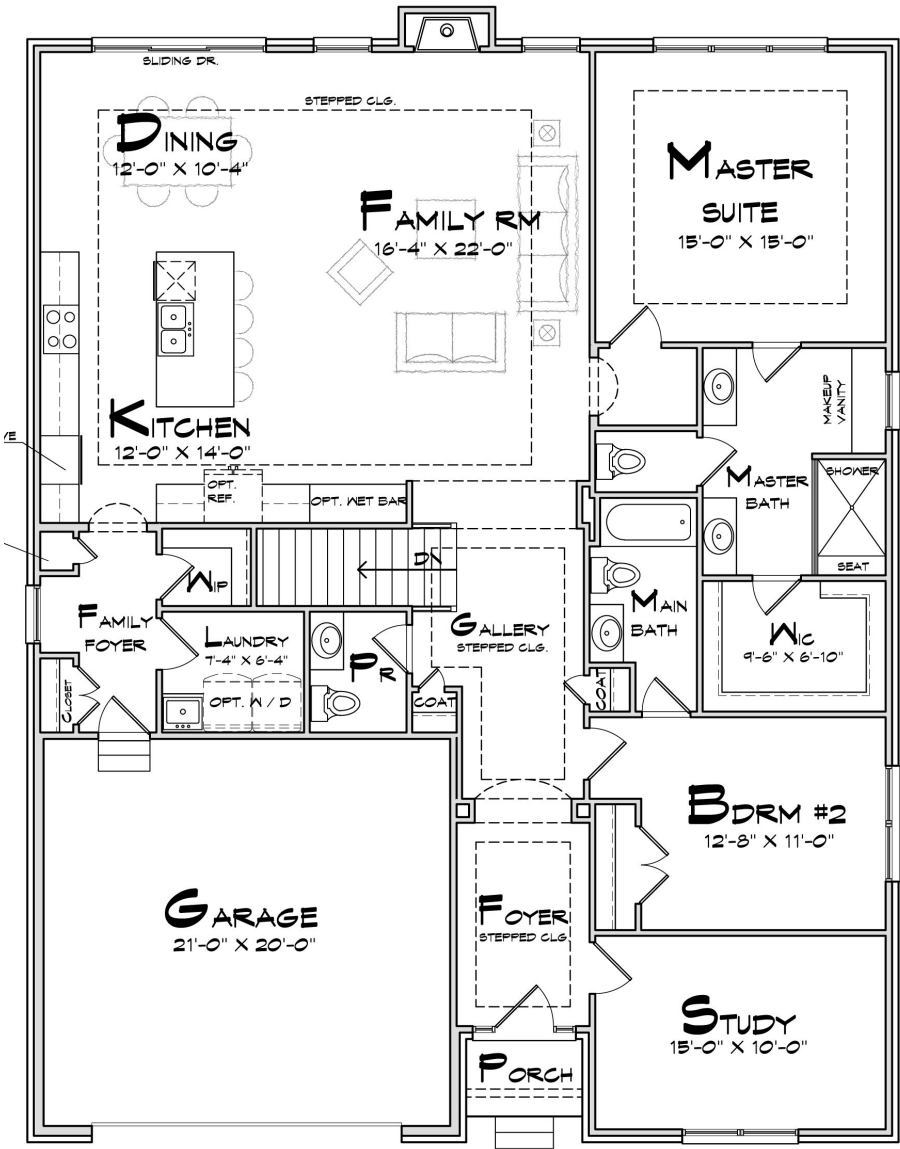 SLIDING DR.
STEPPED CLG.
DINING
12'-0" X 10'-4"
FAMILY RM
16'-4" X 22'-0"
MASTER
SUITE
15'-0" X 15'-0"
KITCHEN
12'-0" X 14'-0"
VE
OPT.
REF.
OPT. WET BAR
MAKEUP
VANITY
MASTER
BATH
SHOWER
SEAT
DN
WIP
FAMILY
FOYER
LAUNDRY
7'-4" X 6'-4"
OPT. W / D
PR
CLOSET
COAT
GALLERY
STEPPED CLG.
MAIN
BATH
COAT
WIC
9'-6" X 6'-10"
BDRM #2
12'-8" X 11'-0"
GARAGE
21'-0" X 20'-0"
FOYER
STEPPED CLG
STUDY
15'-0" X 10'-0"
PORCH